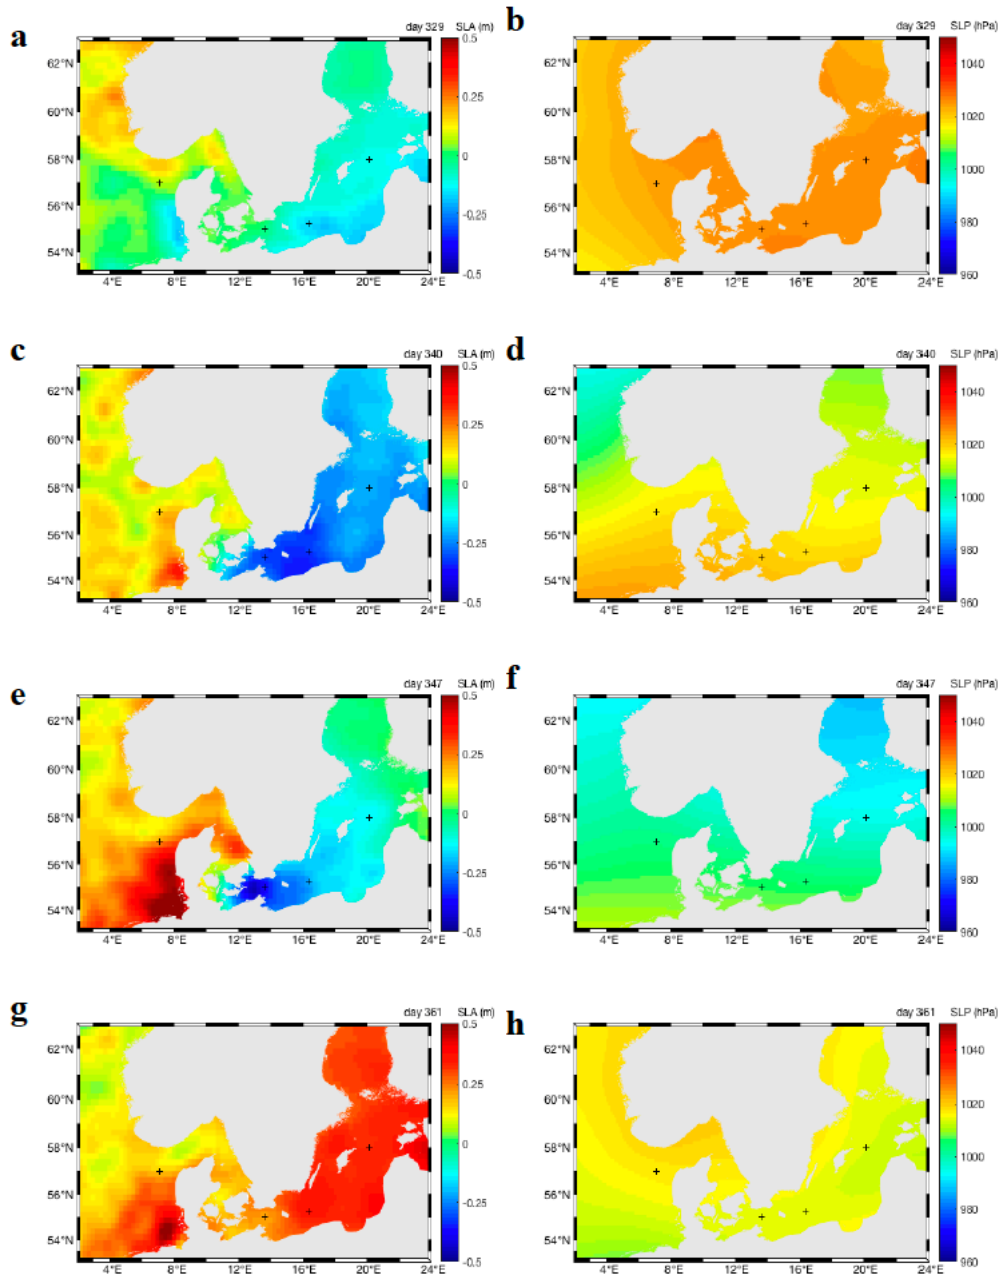 a
day 329 SLA (m)
62°N
60°N
58°N
56°N
54°N
4°E 8°E 12°E 16°E 20°E 24°E
0.5
0.25
0
-0.25
-0.5
b
day 329 SLP (hPa)
62°N
60°N
58°N
56°N
54°N
4°E 8°E 12°E 16°E 20°E 24°E
1040
1020
1000
980
960
c
day 340 SLA (m)
62°N
60°N
58°N
56°N
54°N
4°E 8°E 12°E 16°E 20°E 24°E
0.5
0.25
0
-0.25
-0.5
d
day 340 SLP (hPa)
62°N
60°N
58°N
56°N
54°N
4°E 8°E 12°E 16°E 20°E 24°E
1040
1020
1000
980
960
e
day 347 SLA (m)
62°N
60°N
58°N
56°N
54°N
4°E 8°E 12°E 16°E 20°E 24°E
0.5
0.25
0
-0.25
-0.5
f
day 347 SLP (hPa)
62°N
60°N
58°N
56°N
54°N
4°E 8°E 12°E 16°E 20°E 24°E
1040
1020
1000
980
960
g
day 361 SLA (m)
62°N
60°N
58°N
56°N
54°N
4°E 8°E 12°E 16°E 20°E 24°E
0.5
0.25
0
-0.25
-0.5
h
day 361 SLP (hPa)
62°N
60°N
58°N
56°N
54°N
4°E 8°E 12°E 16°E 20°E 24°E
1040
1020
1000
980
960